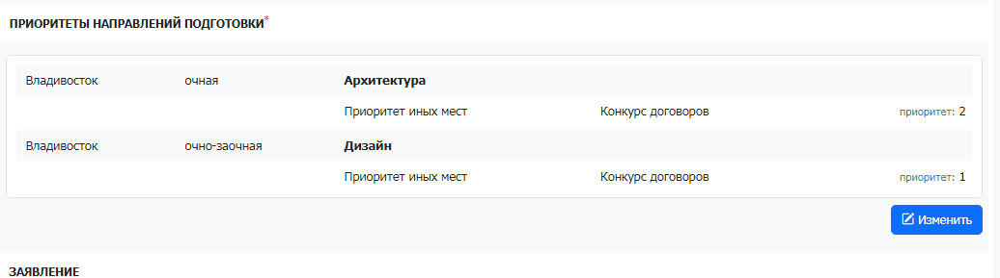 ПРИОРИТЕТЫ НАПРАВЛЕНИЙ ПОДГОТОВКИ*
Владивосток очная Архитектура
Приоритет иных мест Конкурс договоров приоритет: 2
Владивосток очно-заочная Дизайн
Приоритет иных мест Конкурс договоров приоритет: 1
Изменить
ЗАЯВЛЕНИЕ